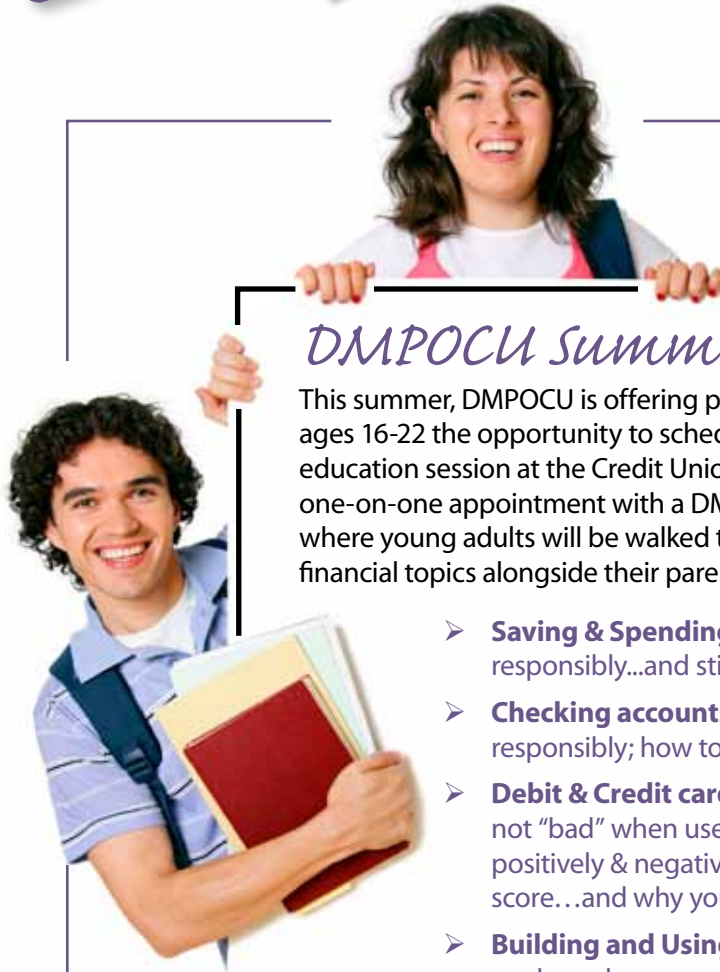 DMPOCU Summ
This summer, DMPOCU is offering p
ages 16-22 the opportunity to sched
education session at the Credit Unio
one-on-one appointment with a DM
where young adults will be walked t
financial topics alongside their pare
➢ Saving & Spending
responsibly...and sti
➢ Checking account
responsibly; how to
➢ Debit & Credit car
not “bad” when use
positively & negativ
score…and why you
➢ Building and Using